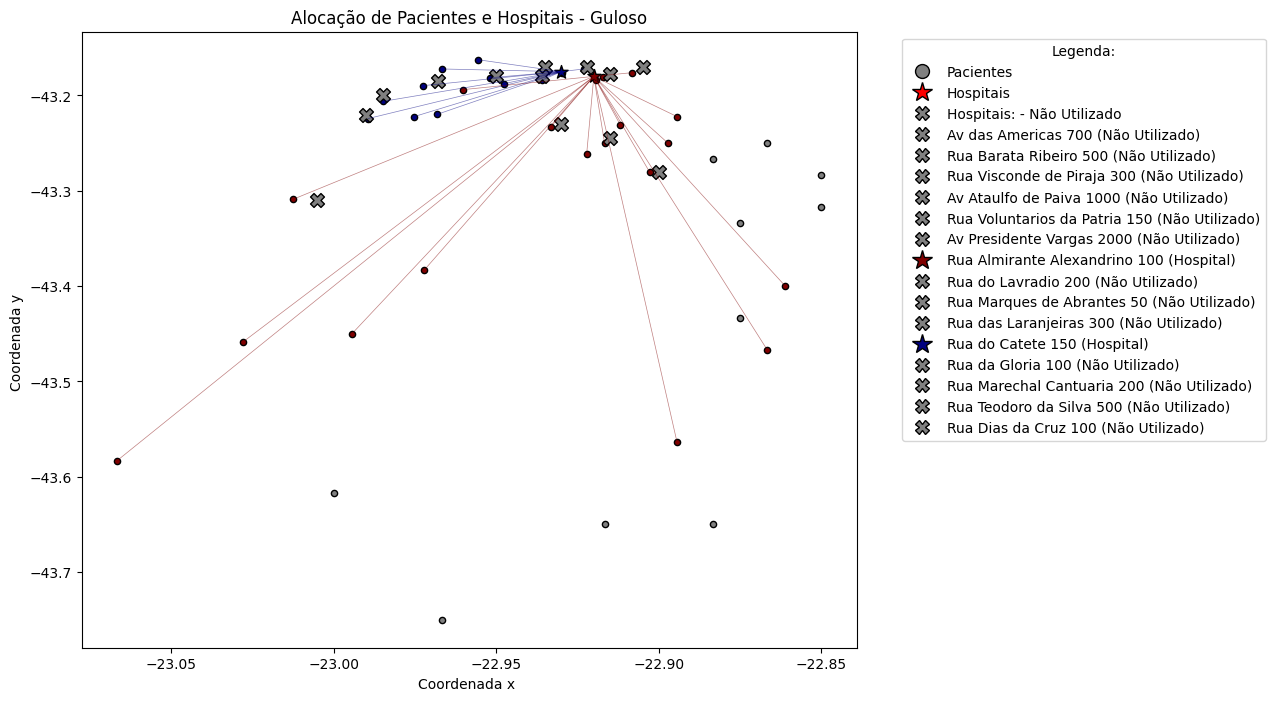 Alocação de Pacientes e Hospitais - Guloso
Coordenada y
−43.2
−43.3
−43.4
−43.5
−43.6
−43.7
−23.05
−23.00
−22.95
−22.90
−22.85
Coordenada x
Legenda:
Pacientes
Hospitais
Hospitais: - Não Utilizado
Av das Americas 700 (Não Utilizado)
Rua Barata Ribeiro 500 (Não Utilizado)
Rua Visconde de Piraja 300 (Não Utilizado)
Av Ataulfo de Paiva 1000 (Não Utilizado)
Rua Voluntarios da Patria 150 (Não Utilizado)
Av Presidente Vargas 2000 (Não Utilizado)
Rua Almirante Alexandrino 100 (Hospital)
Rua do Lavradio 200 (Não Utilizado)
Rua Marques de Abrantes 50 (Não Utilizado)
Rua das Laranjeiras 300 (Não Utilizado)
Rua do Catete 150 (Hospital)
Rua da Gloria 100 (Não Utilizado)
Rua Marechal Cantuaria 200 (Não Utilizado)
Rua Teodoro da Silva 500 (Não Utilizado)
Rua Dias da Cruz 100 (Não Utilizado)